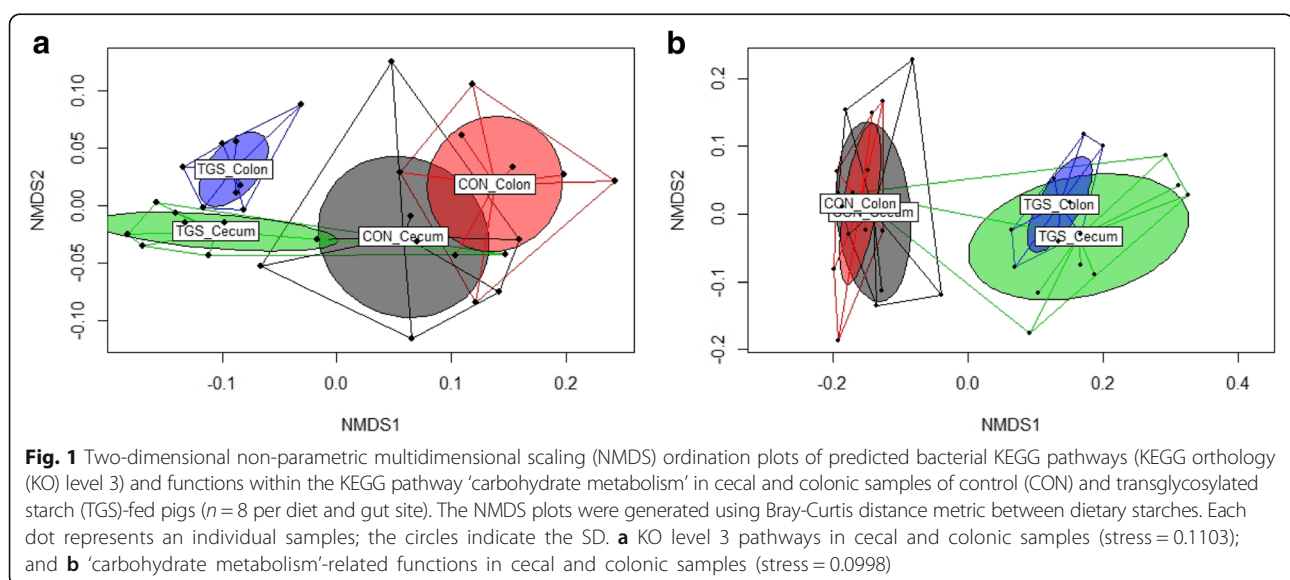 a
NMDS2
0.10
0.05
0.00
-0.05
-0.10
TGS_Colon
TGS_Cecum
CON_Colon
CON_Cecum
-0.1
0.0
0.1
0.2
NMDS1
b
NMDS2
0.2
0.1
0.0
-0.1
-0.2
CON_Colon
CON_Cecum
TGS_Colon
TGS_Cecum
-0.2
0.0
0.2
0.4
NMDS1
Fig. 1 Two-dimensional non-parametric multidimensional scaling (NMDS) ordination plots of predicted bacterial KEGG pathways (KEGG orthology
(KO) level 3) and functions within the KEGG pathway ‘carbohydrate metabolism’ in cecal and colonic samples of control (CON) and transglycosylated
starch (TGS)-fed pigs (n = 8 per diet and gut site). The NMDS plots were generated using Bray-Curtis distance metric between dietary starches. Each
dot represents an individual samples; the circles indicate the SD. a KO level 3 pathways in cecal and colonic samples (stress = 0.1103);
and b ‘carbohydrate metabolism’-related functions in cecal and colonic samples (stress = 0.0998)